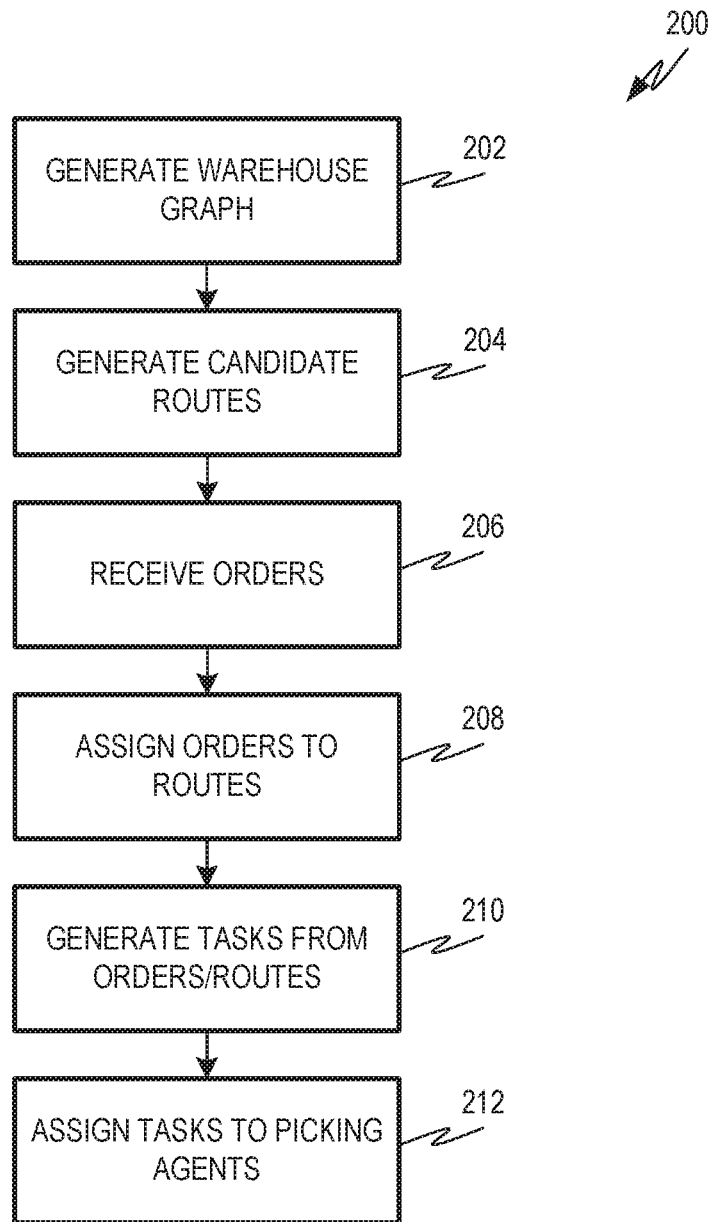 200
GENERATE WAREHOUSE
GRAPH
202
GENERATE CANDIDATE
ROUTES
204
RECEIVE ORDERS
206
ASSIGN ORDERS TO
ROUTES
208
GENERATE TASKS FROM
ORDERS/ROUTES
210
ASSIGN TASKS TO PICKING
AGENTS
212